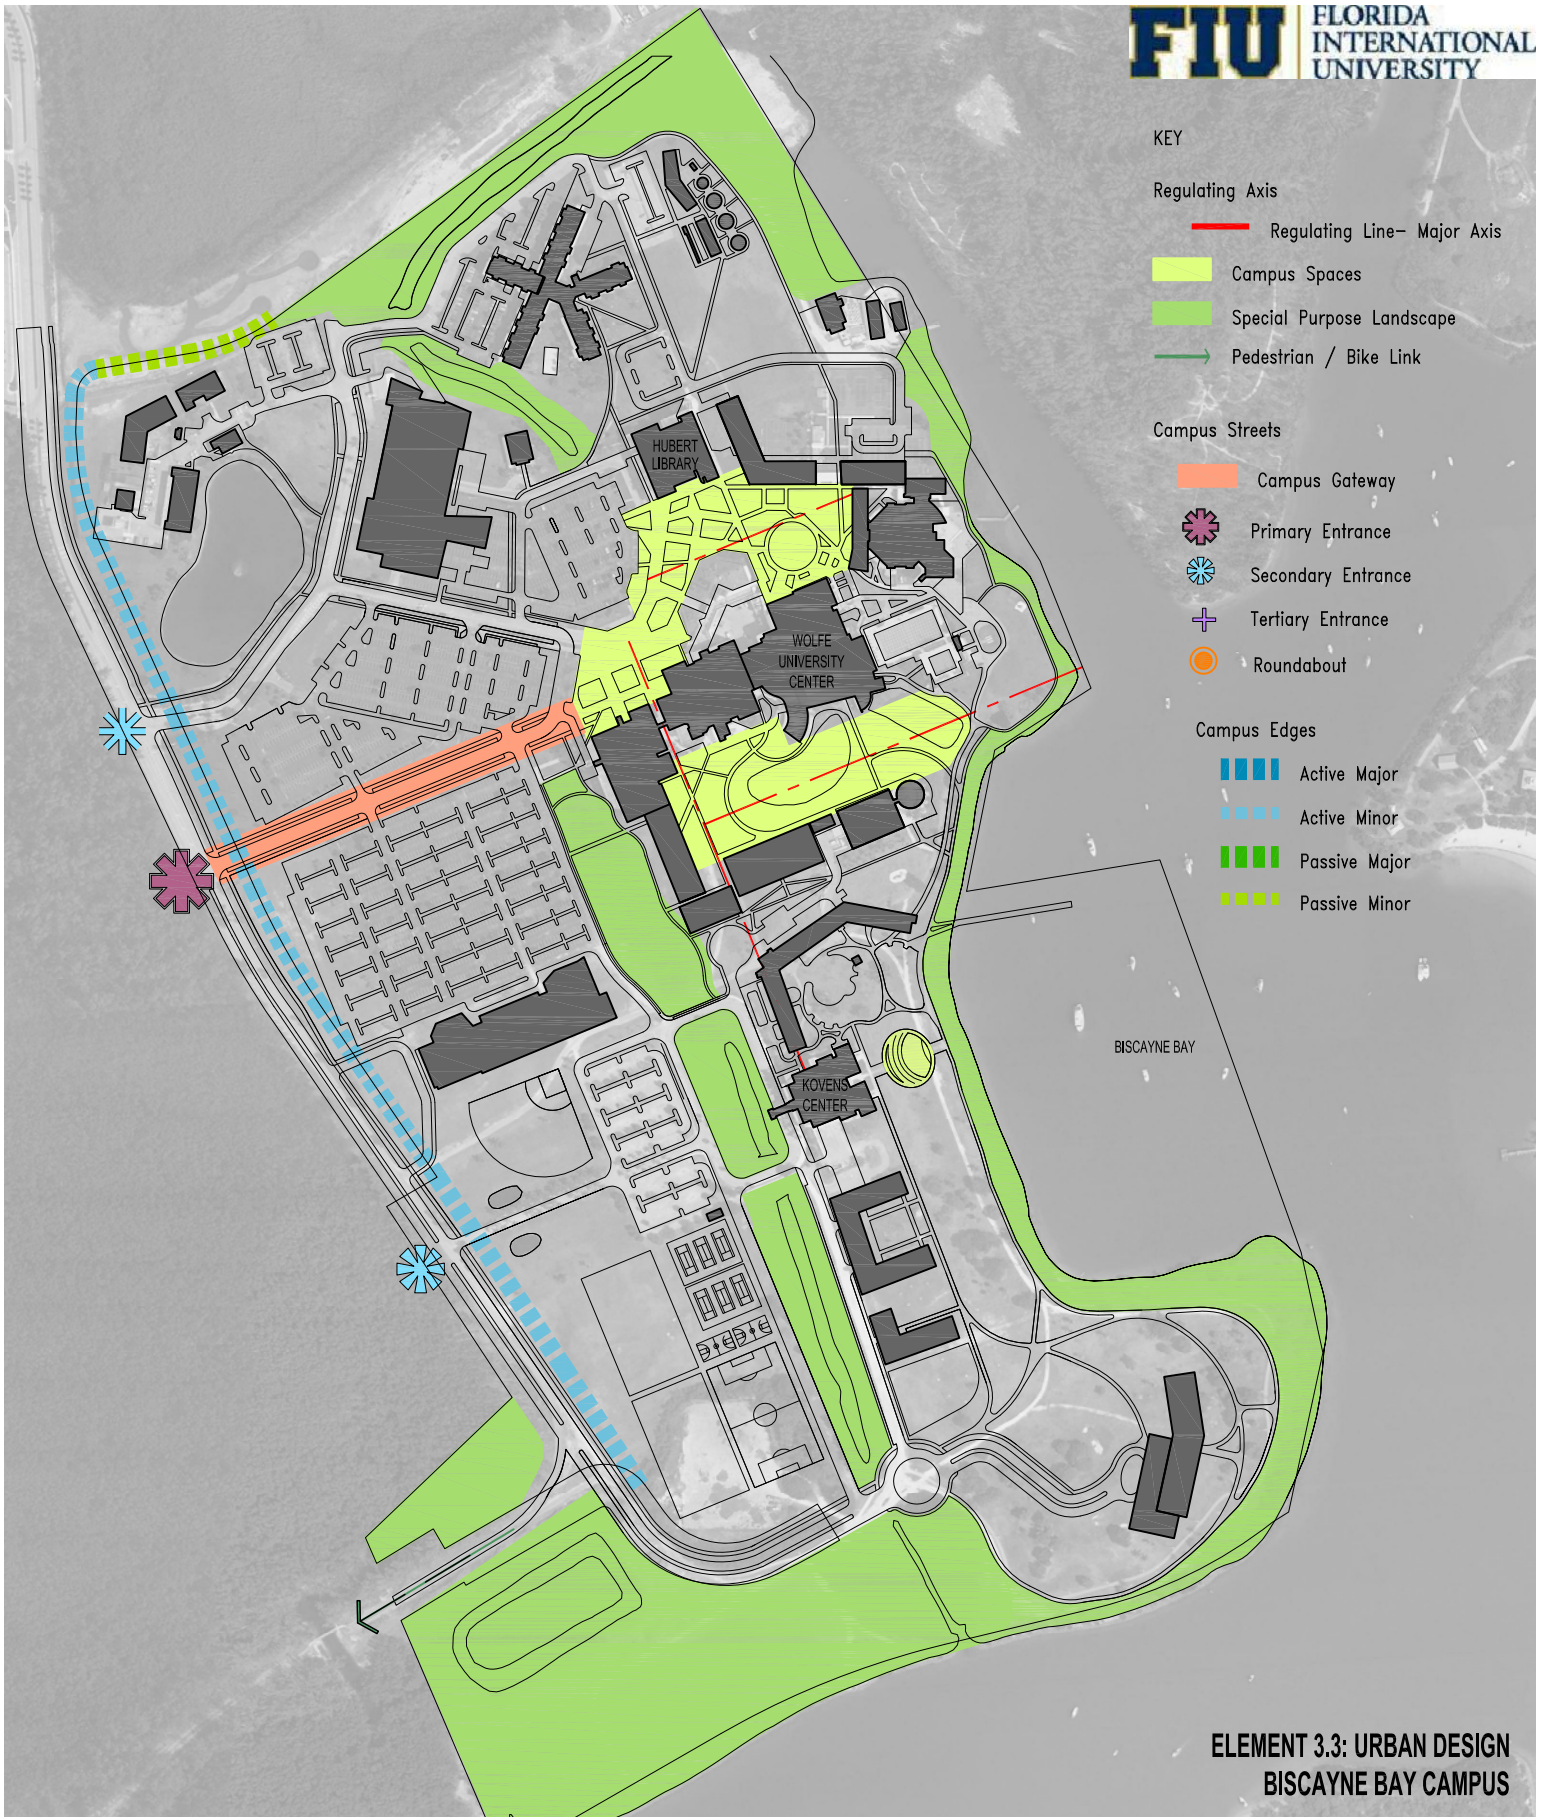 FIU
FLORIDA
INTERNATIONAL
UNIVERSITY
KEY
Regulating Axis
Regulating Line- Major Axis
Campus Spaces
Special Purpose Landscape
Pedestrian / Bike Link
Campus Streets
Campus Gateway
Primary Entrance
Secondary Entrance
Tertiary Entrance
Roundabout
Campus Edges
Active Major
Active Minor
Passive Major
Passive Minor
HUBERT
LIBRARY
WOLFE
UNIVERSITY
CENTER
BISCAYNE BAY
KOVENS
CENTER
ELEMENT 3.3: URBAN DESIGN
BISCAYNE BAY CAMPUS